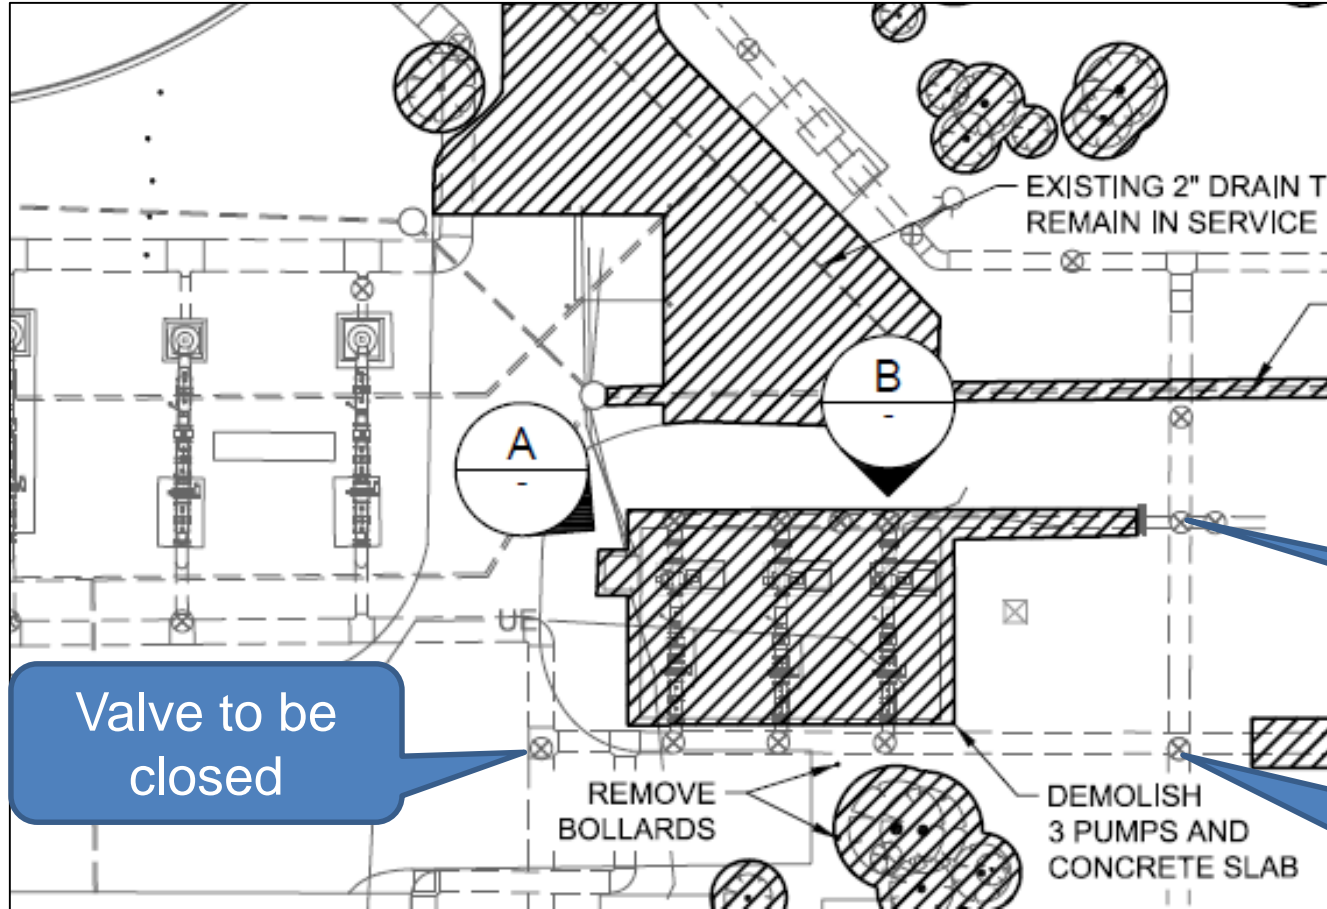 EXISTING 2" DRAIN T
REMAIN IN SERVICE
B
-
A
-
UE
Valve to be
closed
REMOVE
BOLLARDS
DEMOLISH
3 PUMPS AND
CONCRETE SLAB